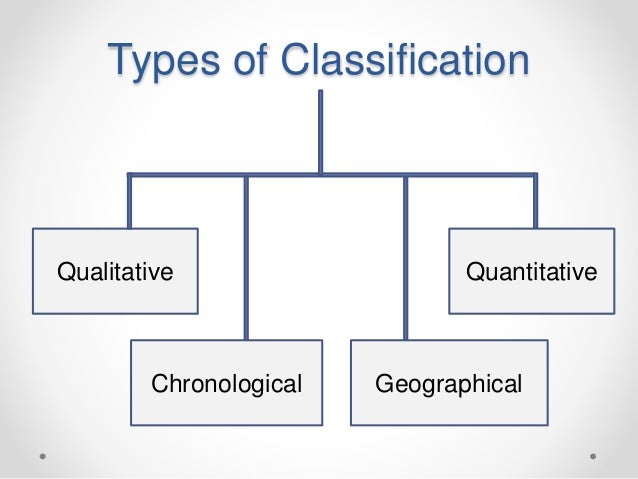 Types of Classification
Qualitative
Quantitative
Chronological
Geographical